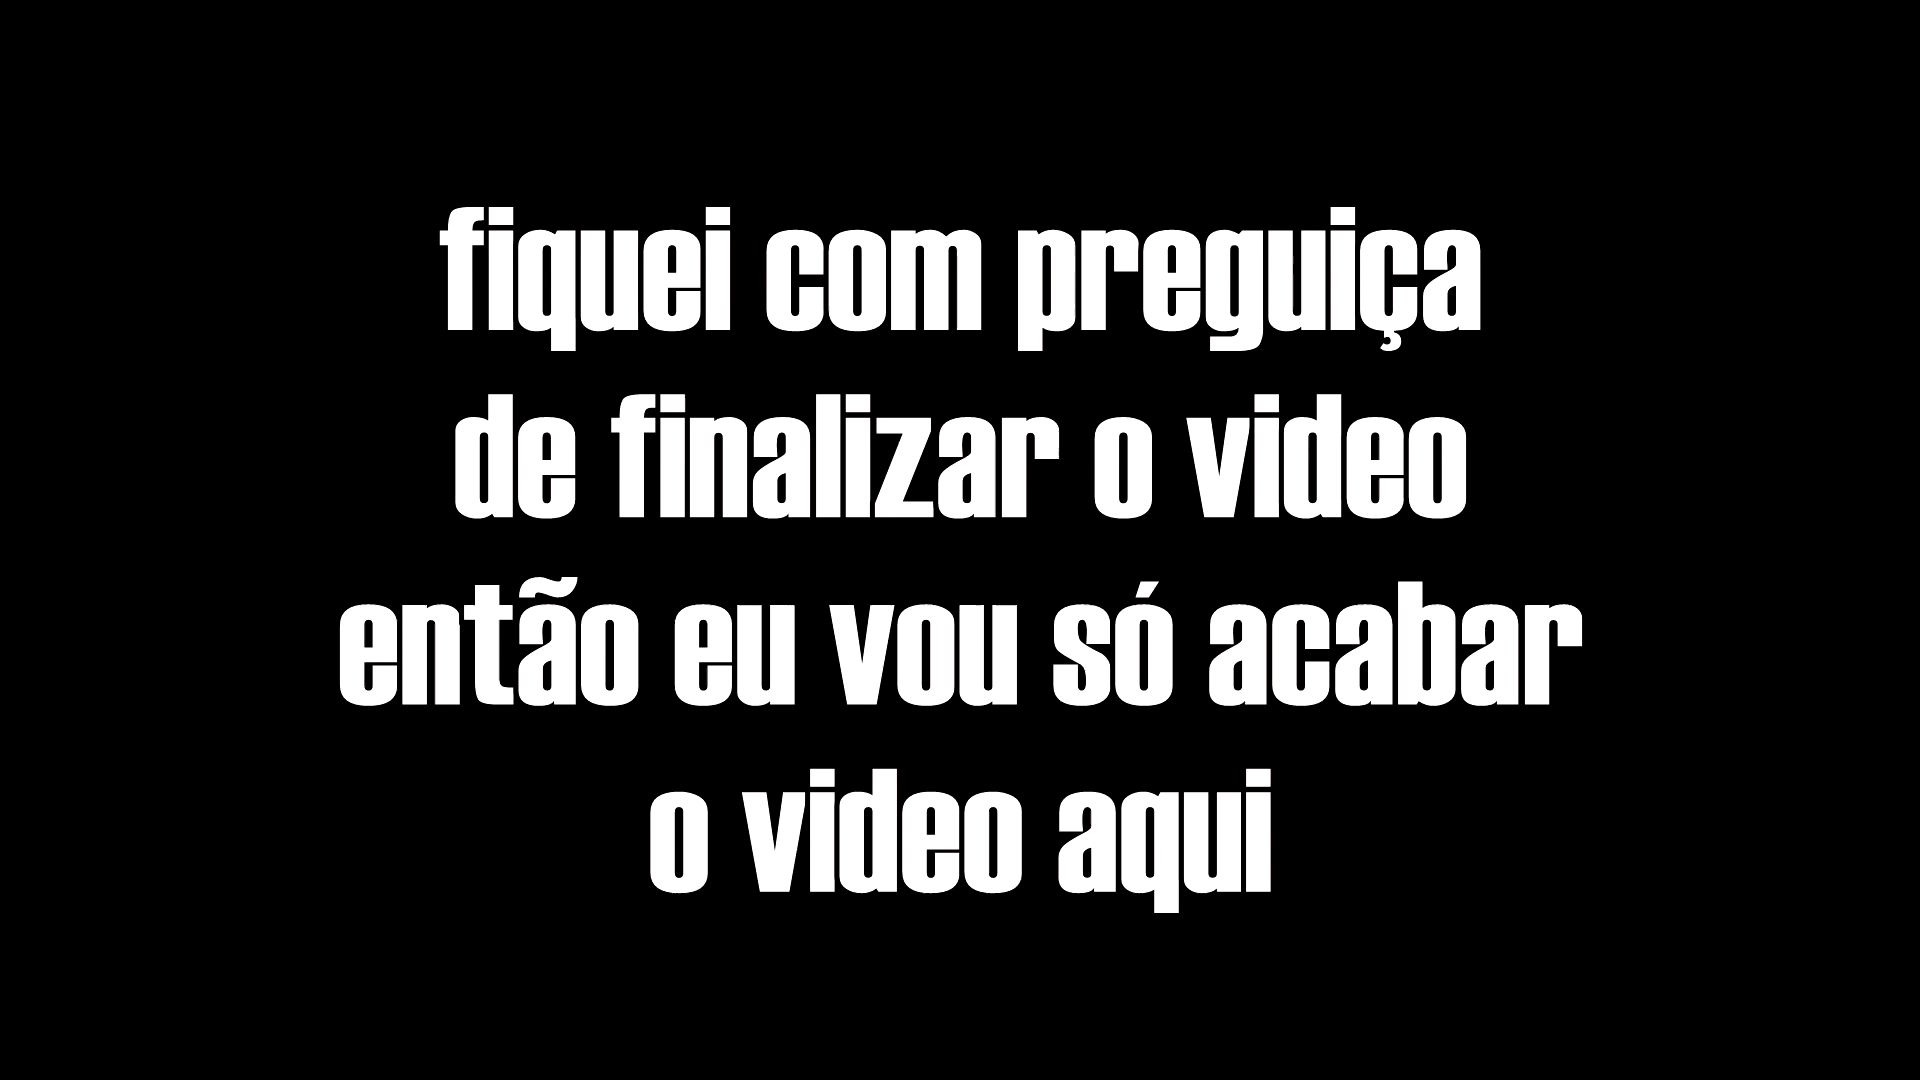 fiquei com preguiça
de finalizar o video
então eu vou só acabar
o video aqui